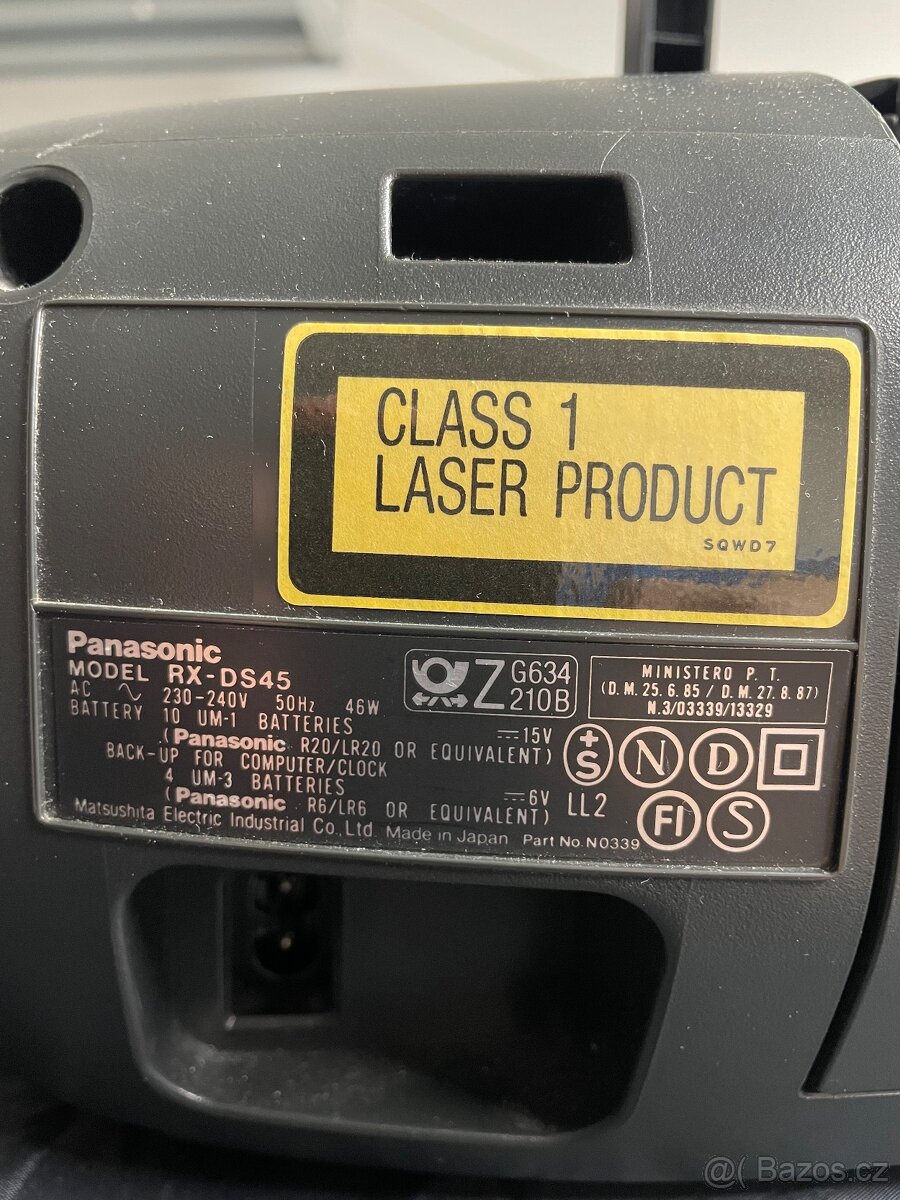 CLASS 1
LASER PRODUCT
SQWD7
Panasonic
MODEL RX-DS45
AC ~ 230-240V 50Hz 46W
BATTERY 10 UM-1 BATTERIES ⎓15V
(Panasonic R20/LR20 OR EQUIVALENT)
BACK-UP FOR COMPUTER/CLOCK
4 UM-3 BATTERIES ⎓6V
(Panasonic R6/LR6 OR EQUIVALENT)
Matsushita Electric Industrial Co., Ltd. Made in Japan Part No. N0339
Z G634
210B
MINISTERO P. T.
(D.M. 25.6.85 / D.M. 27.8.87)
N.3/03339/13329
+S N D
LL2 FI S
@( Bazos.cz